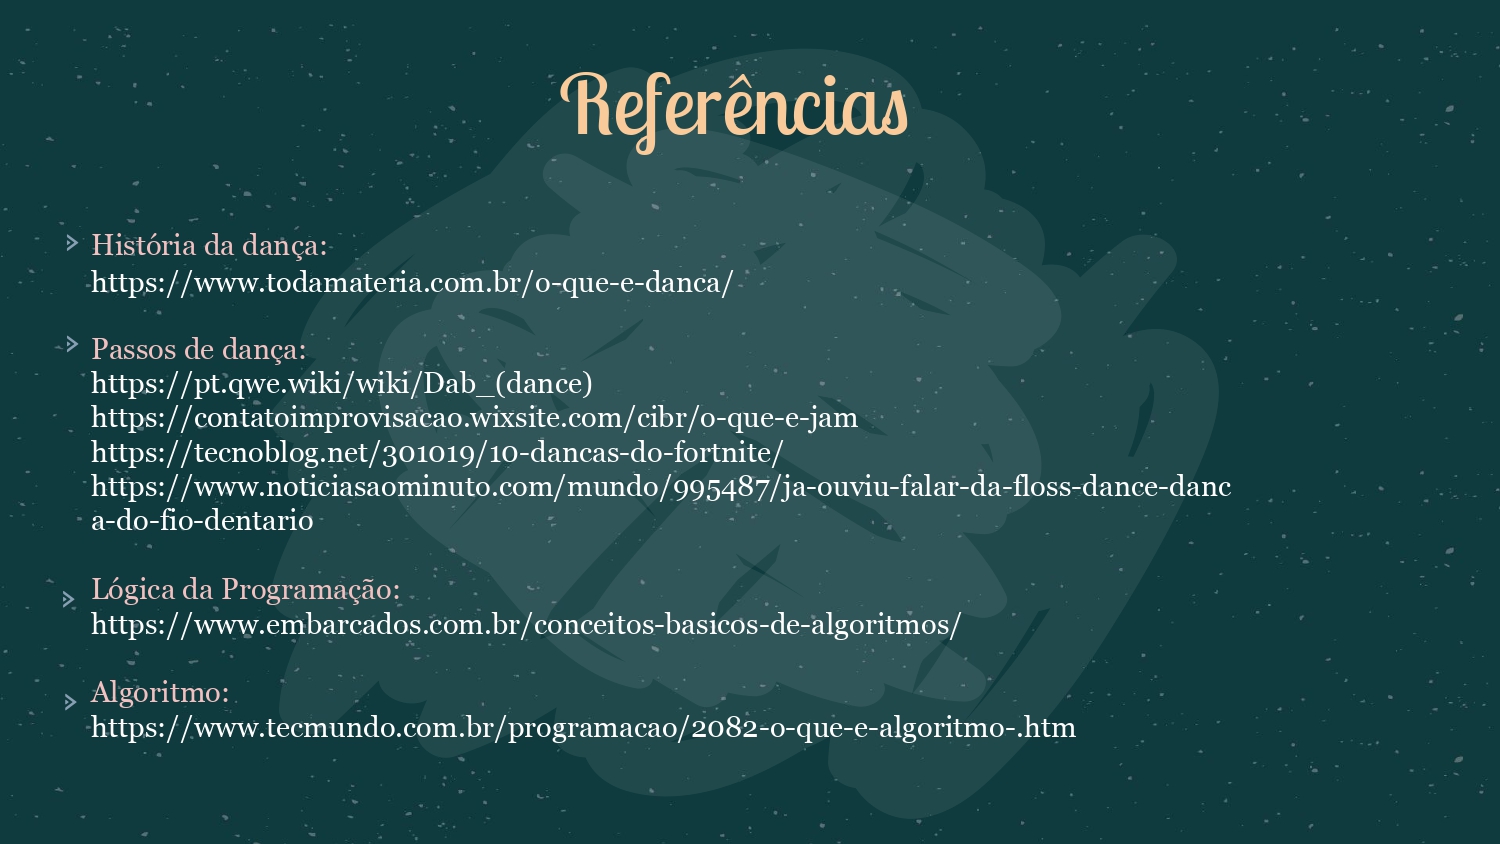 Referências
História da dança:
https://www.todamateria.com.br/o-que-e-danca/
Passos de dança:
https://pt.qwe.wiki/wiki/Dab_(dance)
https://contatoimprovisacao.wixsite.com/cibr/o-que-e-jam
https://tecnoblog.net/301019/10-dancas-do-fortnite/
https://www.noticiasaominuto.com/mundo/995487/ja-ouviu-falar-da-floss-dance-danc
a-do-fio-dentario
Lógica da Programação:
https://www.embarcados.com.br/conceitos-basicos-de-algoritmos/
Algoritmo:
https://www.tecmundo.com.br/programacao/2082-o-que-e-algoritmo-.htm